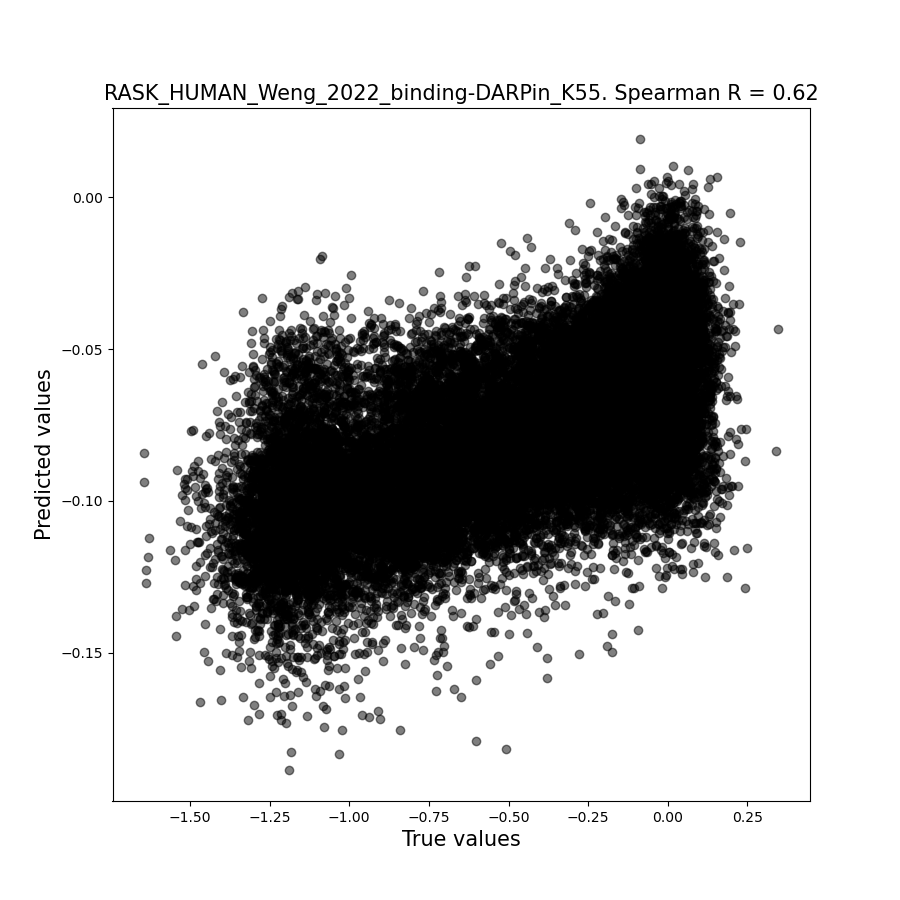 RASK_HUMAN_Weng_2022_binding-DARPin_K55. Spearman R = 0.62
0.00
−0.05
−0.10
−0.15
Predicted values
−1.50 −1.25 −1.00 −0.75 −0.50 −0.25 0.00 0.25
True values